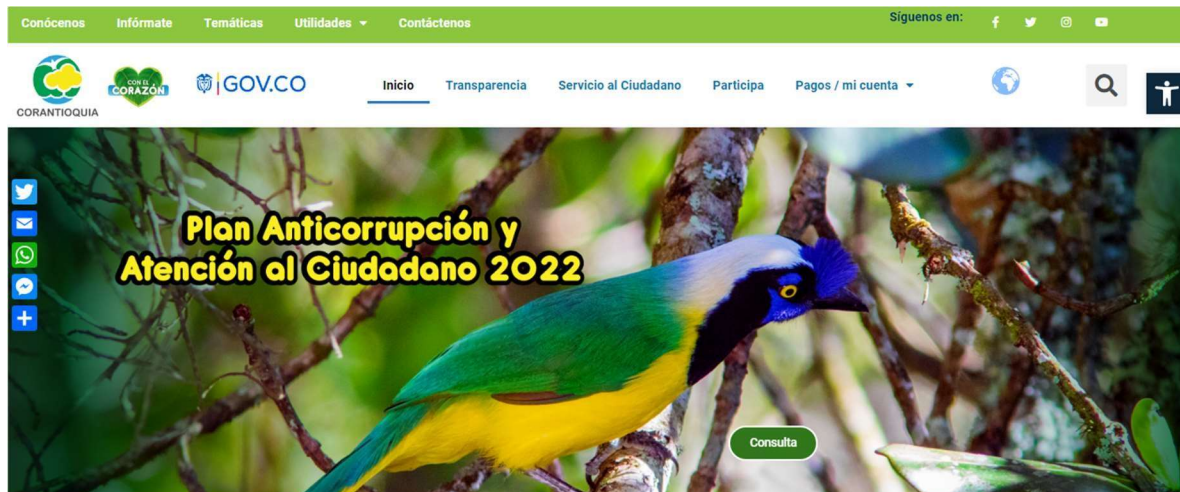 Conócenos Infórmate Temáticas Utilidades Contáctenos Síguenos en:
CORANTIOQUIA
CON EL
CORAZÓN
GOV.CO
Inicio Transparencia Servicio al Ciudadano Participa Pagos / mi cuenta
Plan Anticorrupción y
Atención al Ciudadano 2022
Consulta